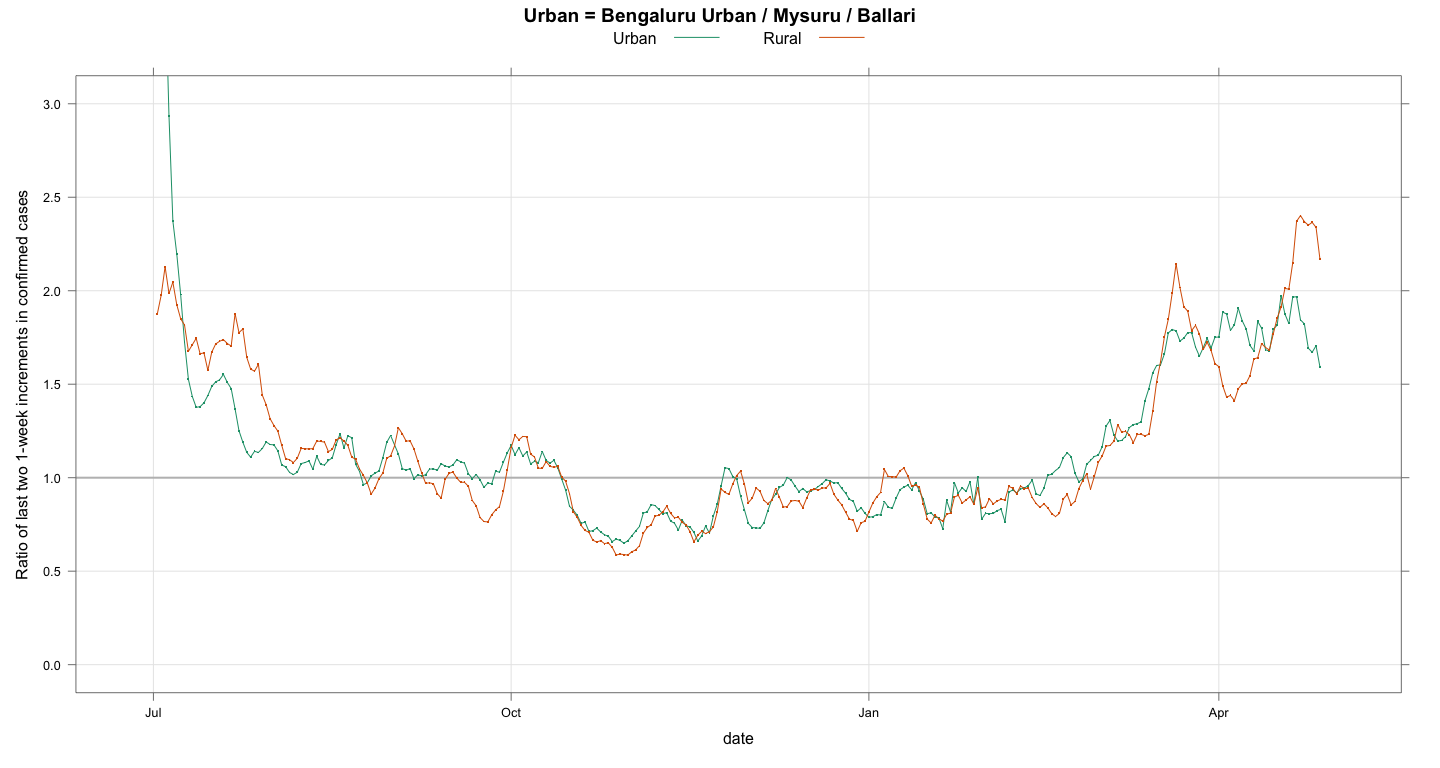 Urban = Bengaluru Urban / Mysuru / Ballari
Urban Rural
Ratio of last two 1-week increments in confirmed cases
3.0
2.5
2.0
1.5
1.0
0.5
0.0
Jul Oct Jan Apr
date